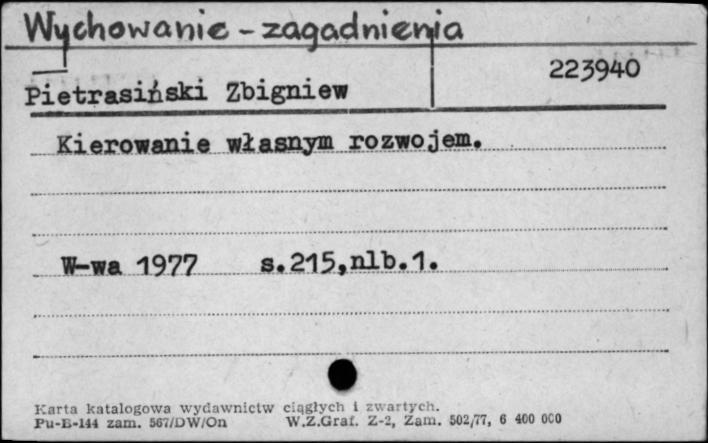 Wychowanie - zagadnienia
223940
Pietrasiński Zbigniew
Kierowanie własnym rozwojem.
W-wa 1977 s.215,nlb.1.
Karta katalogowa wydawnictw ciągłych i zwartych.
Pu-B-144 zam. 567/DW/On W.Z.Graf. Z-2, Zam. 502/77, 6 400 000